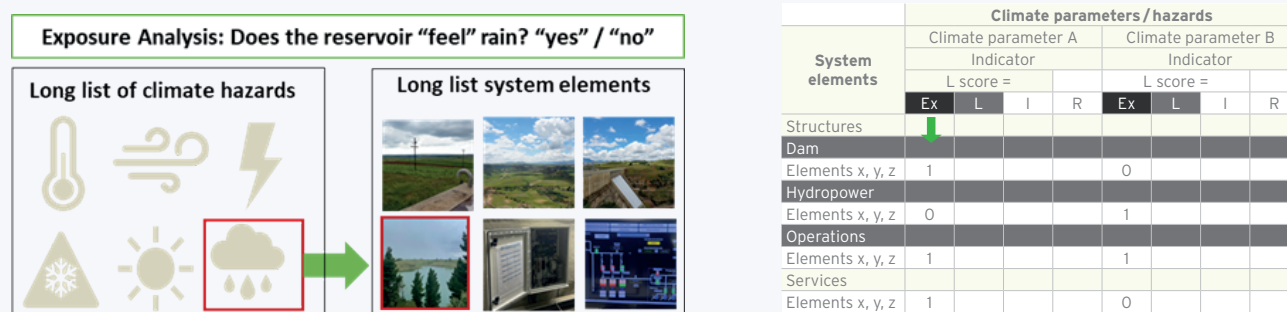 Exposure Analysis: Does the reservoir “feel” rain? “yes” / “no”
Long list of climate hazards
Long list system elements
Climate parameters / hazards
System elements
Climate parameter A Climate parameter B
Indicator Indicator
L score = L score =
Ex L I R Ex L I R
Structures
Dam
Elements x, y, z 1 0
Hydropower
Elements x, y, z 0 1
Operations
Elements x, y, z 1 1
Services
Elements x, y, z 1 0